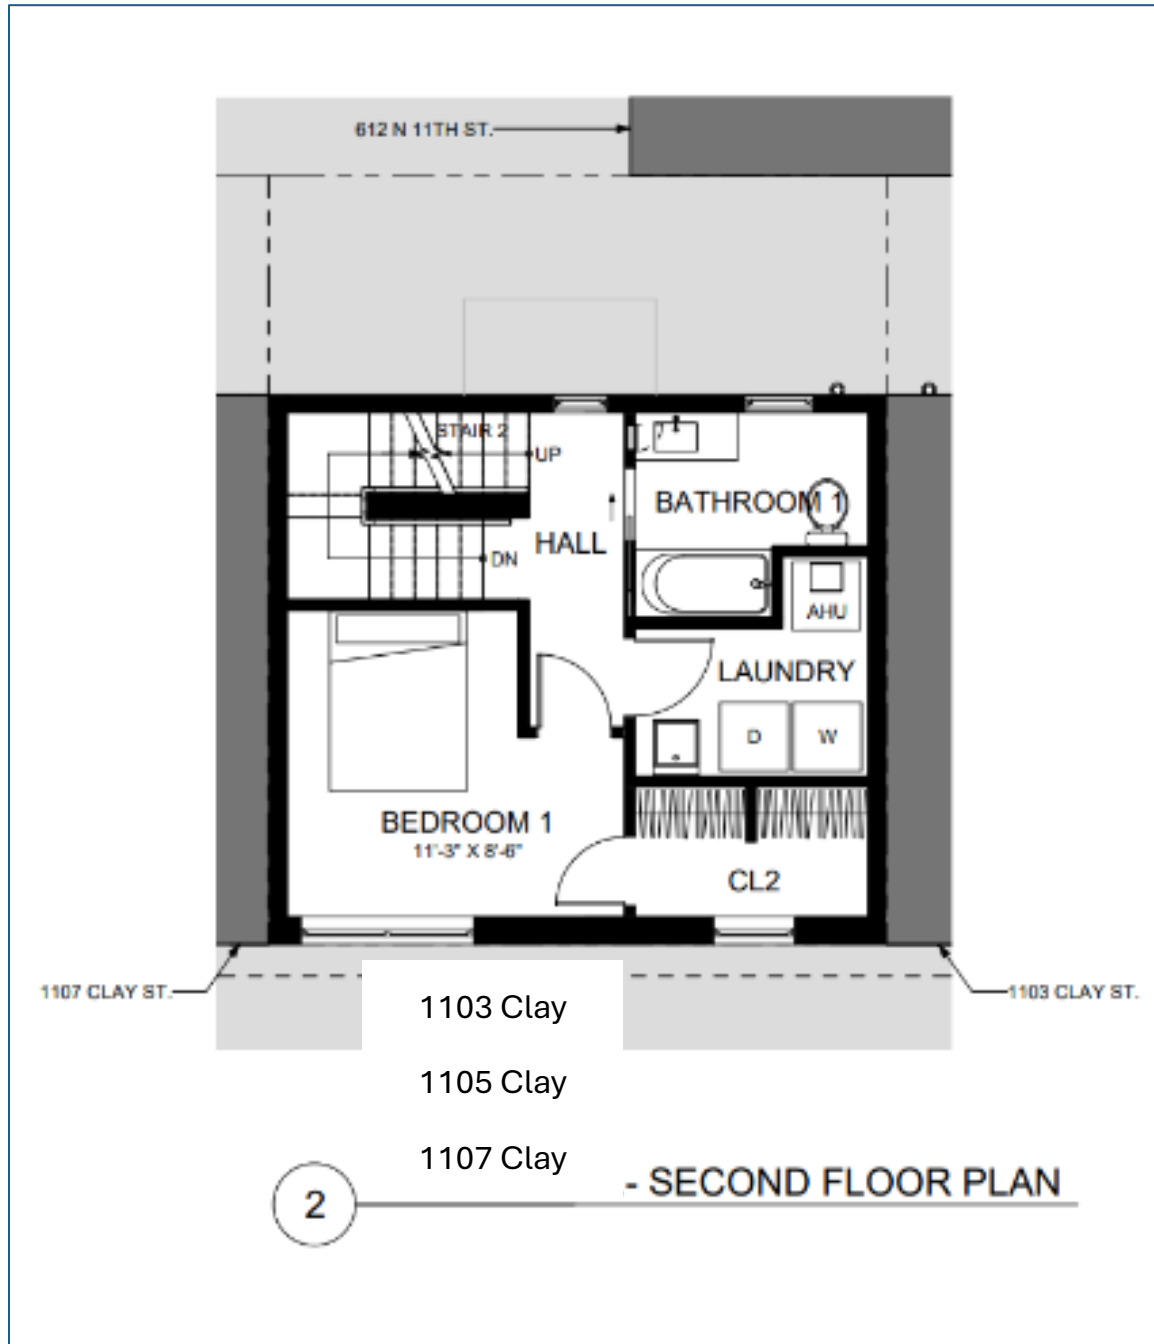 612 N 11TH ST.
STAIR 2
UP
BATHROOM 1
HALL
DN
AHU
LAUNDRY
D
W
BEDROOM 1
11'-3" X 8'-6"
CL2
1107 CLAY ST.
1103 CLAY ST.
1103 Clay
1105 Clay
1107 Clay
2
- SECOND FLOOR PLAN